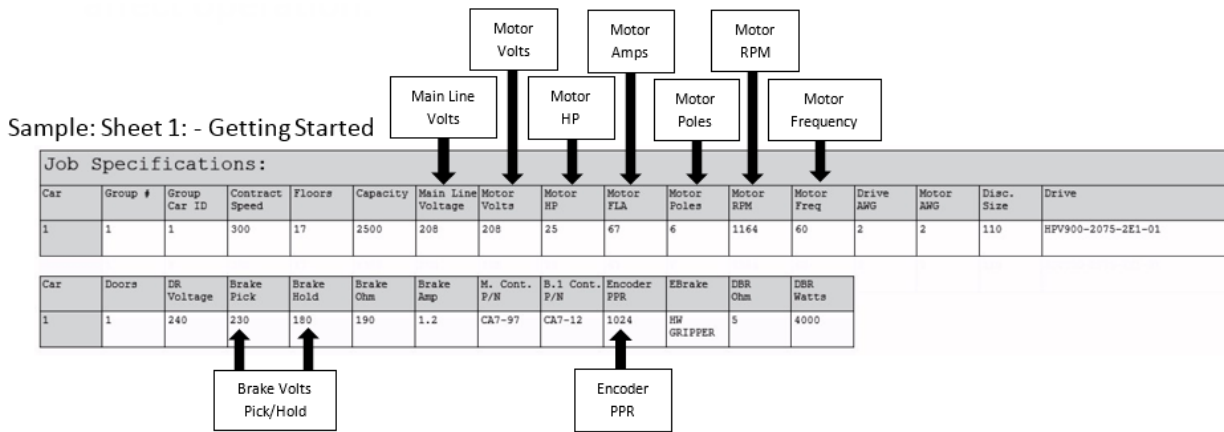 Motor
Volts
Motor
Amps
Motor
RPM
Main Line
Volts
Motor
HP
Motor
Poles
Motor
Frequency
Sample: Sheet 1: - Getting Started
Job Specifications:
Car Group # Group Car ID Contract Speed Floors Capacity Main Line Voltage Motor Volts Motor HP Motor FLA Motor Poles Motor RPM Motor Freq Drive AWG Motor AWG Disc. Size Drive
1 1 1 300 17 2500 208 208 25 67 6 1164 60 2 2 110 HPV900-2075-2E1-01
Car Doors DR Voltage Brake Pick Brake Hold Brake Ohm Brake Amp M. Cont. P/N B.1 Cont. P/N Encoder PPR EBrake DBR Ohm DBR Watts
1 1 240 230 180 190 1.2 CA7-97 CA7-12 1024 HW GRIPPER 5 4000
Brake Volts
Pick/Hold
Encoder
PPR